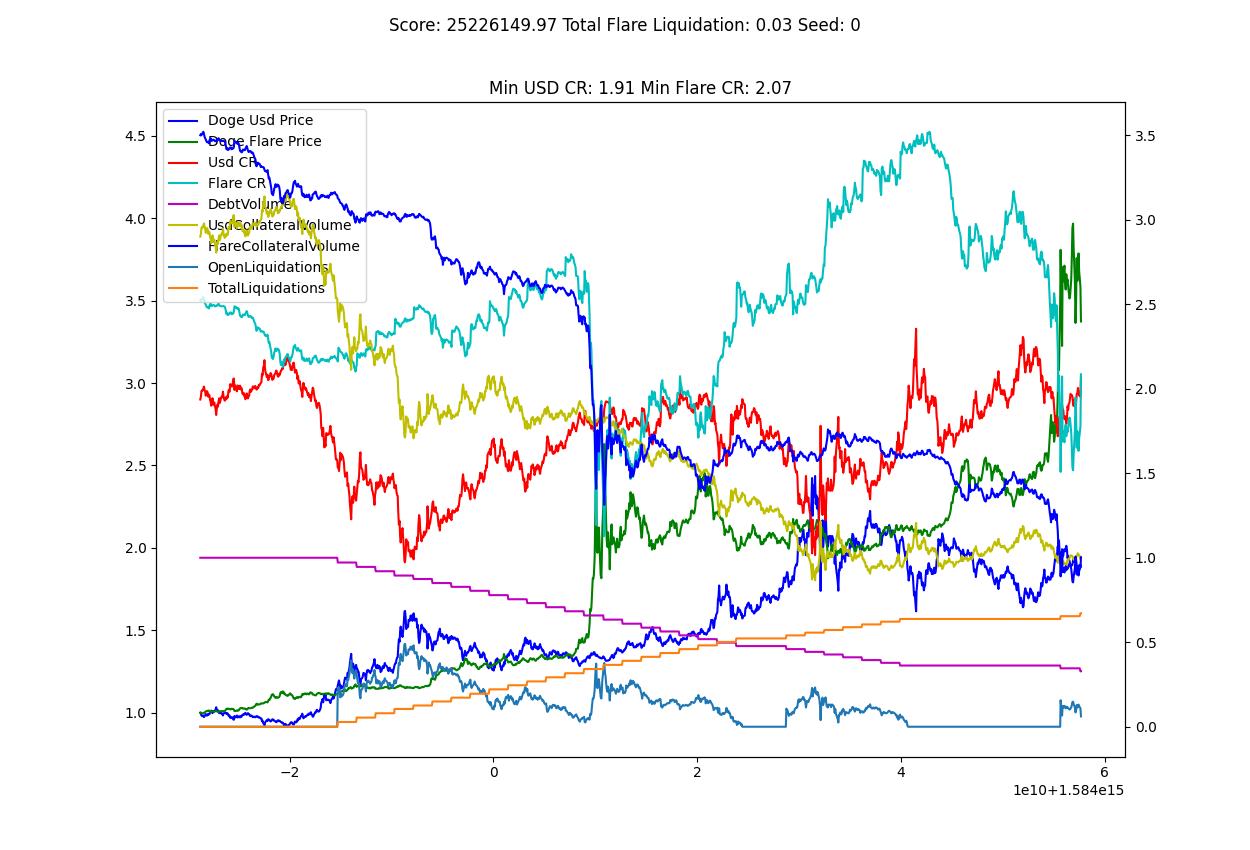 Score: 25226149.97 Total Flare Liquidation: 0.03 Seed: 0
Min USD CR: 1.91 Min Flare CR: 2.07
Doge Usd Price
Doge Flare Price
Usd CR
Flare CR
DebtVolume
UsdCollateralVolume
FlareCollateralVolume
OpenLiquidations
TotalLiquidations
4.5
4.0
3.5
3.0
2.5
2.0
1.5
1.0
3.5
3.0
2.5
2.0
1.5
1.0
0.5
0.0
−2 0 2 4 6
1e10+1.584e15